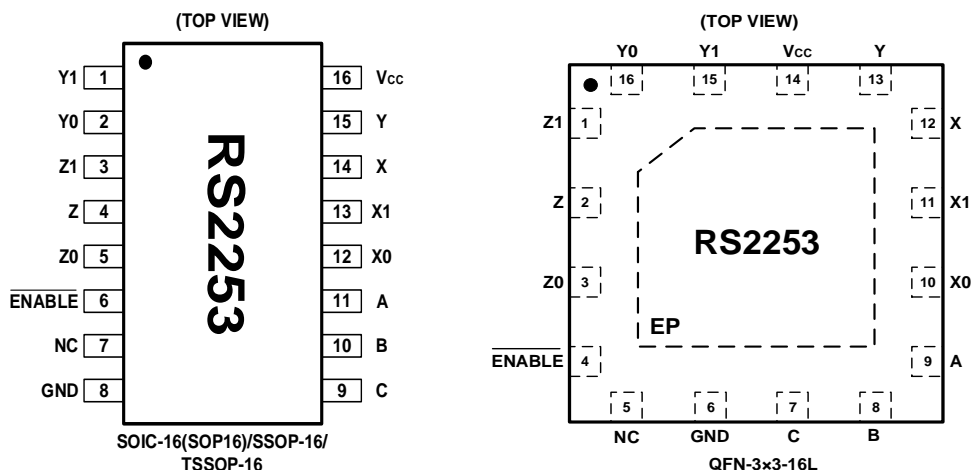 (TOP VIEW)
Y1 1
Y0 2
Z1 3
Z 4
Z0 5
ENABLE 6
NC 7
GND 8
RS2253
16 VCC
15 Y
14 X
13 X1
12 X0
11 A
10 B
9 C
SOIC-16(SOP16)/SSOP-16/
TSSOP-16
(TOP VIEW)
Y0 Y1 VCC Y
16 15 14 13
Z1 1
Z 2
Z0 3
ENABLE 4
RS2253
EP
12 X
11 X1
10 X0
9 A
5 6 7 8
NC GND C B
QFN-3×3-16L